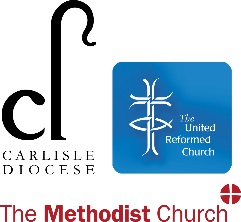 CARLISLE
DIOCESE
The
United
Reformed
Church
The Methodist Church